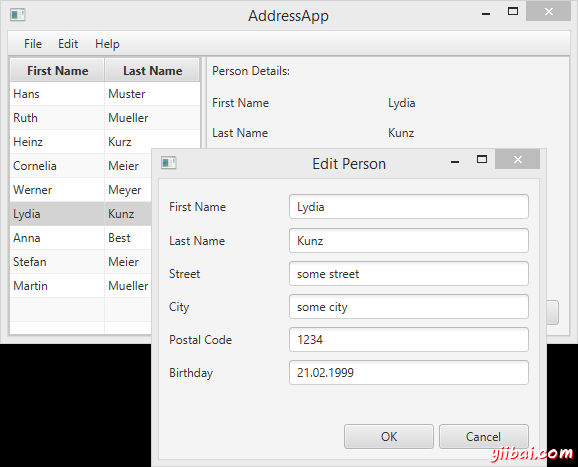 AddressApp
File Edit Help
First Name Last Name
Hans Muster
Ruth Mueller
Heinz Kurz
Cornelia Meier
Werner Meyer
Lydia Kunz
Anna Best
Stefan Meier
Martin Mueller
Person Details:
First Name Lydia
Last Name Kunz
Edit Person
First Name Lydia
Last Name Kunz
Street some street
City some city
Postal Code 1234
Birthday 21.02.1999
OK Cancel
yiibai.com